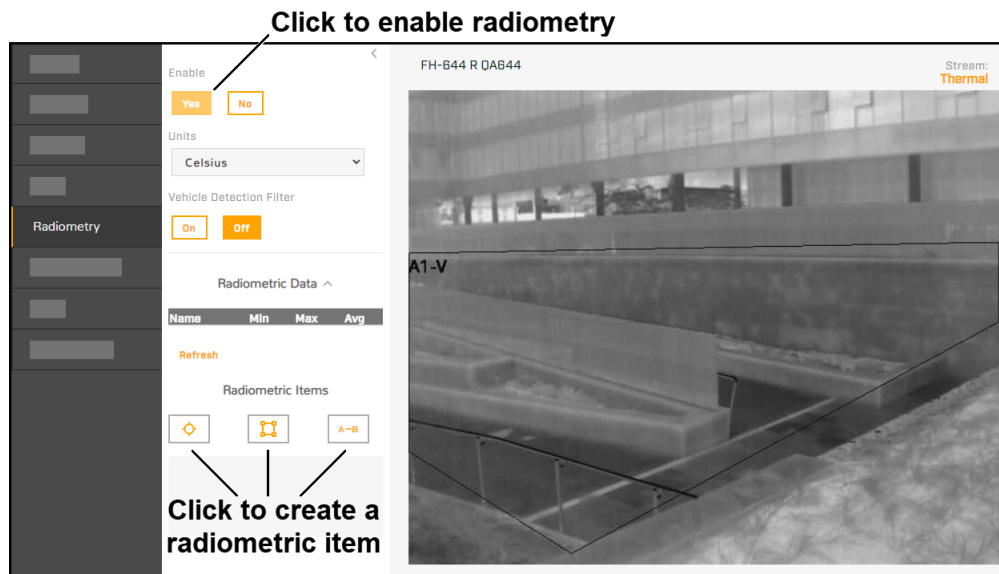 Click to enable radiometry
Enable
Yes No
Units
Celsius
Vehicle Detection Filter
On Off
Radiometry
Radiometric Data
Name Min Max Avg
Refresh
Radiometric Items
A-B
Click to create a
radiometric item
FH-644 R QA644
Stream:
Thermal
A1-V